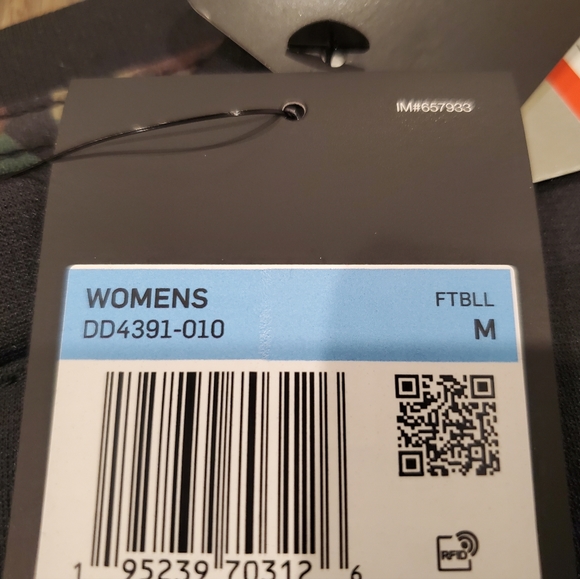 IM#657933
WOMENS FTBLL
DD4391-010 M
RFID
1 95239 70312 6